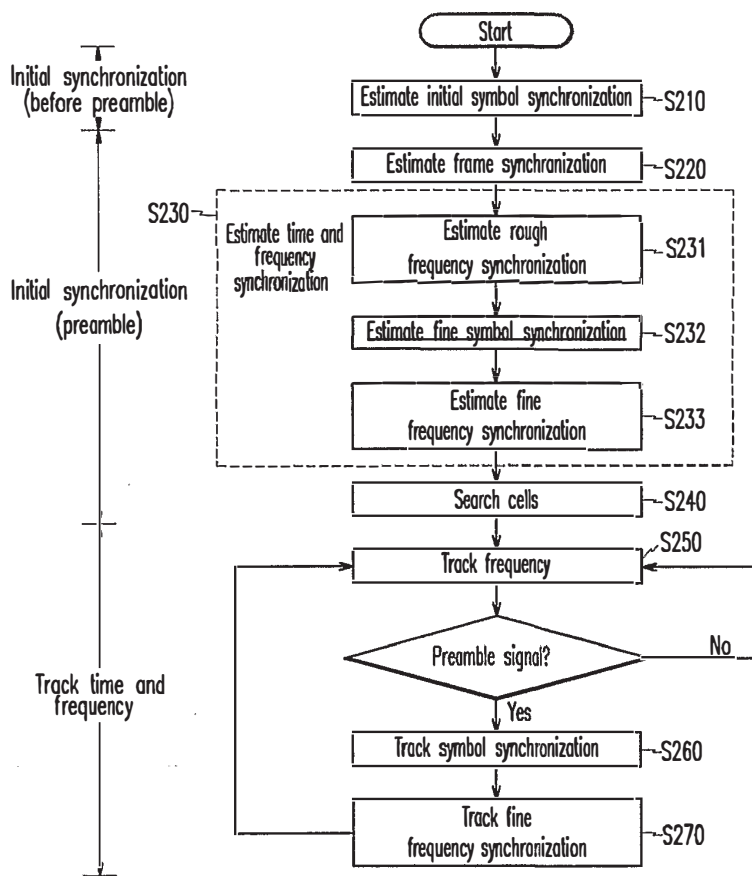 Start
Initial synchronization
(before preamble)
Estimate initial symbol synchronization
S210
Estimate frame synchranization
S220
S230
Estimate time and
frequency
synchronization
Estimate rough
frequency synchronization
S231
Initial synchronization
(preamble)
Estimate fine symbol synchronization
S232
Estimate fine
frequency synchronization
S233
Search cells
S240
S250
Track frequency
Preamble signal?
No
Yes
Track time and
frequency
Track symbol synchronization
S260
Track fine
frequency synchronization
S270